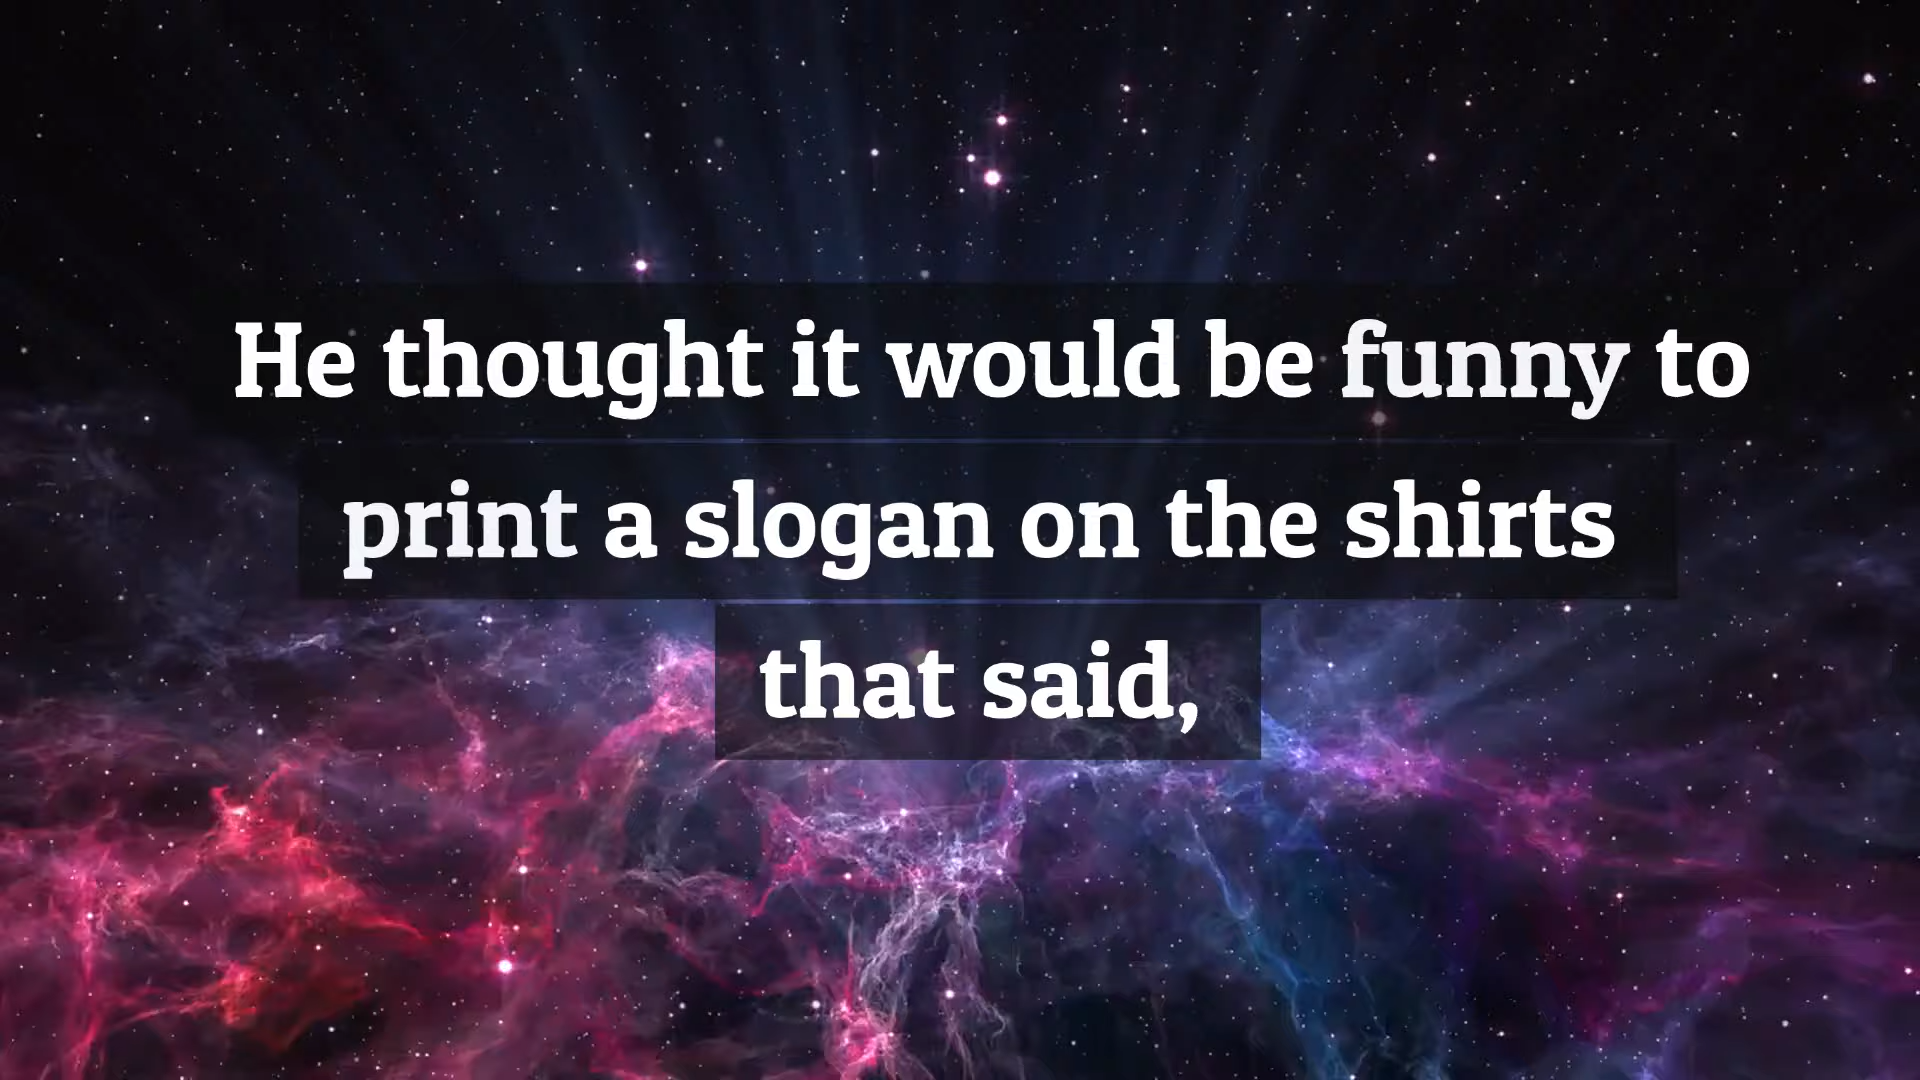 He thought it would be funny to
print a slogan on the shirts
that said,